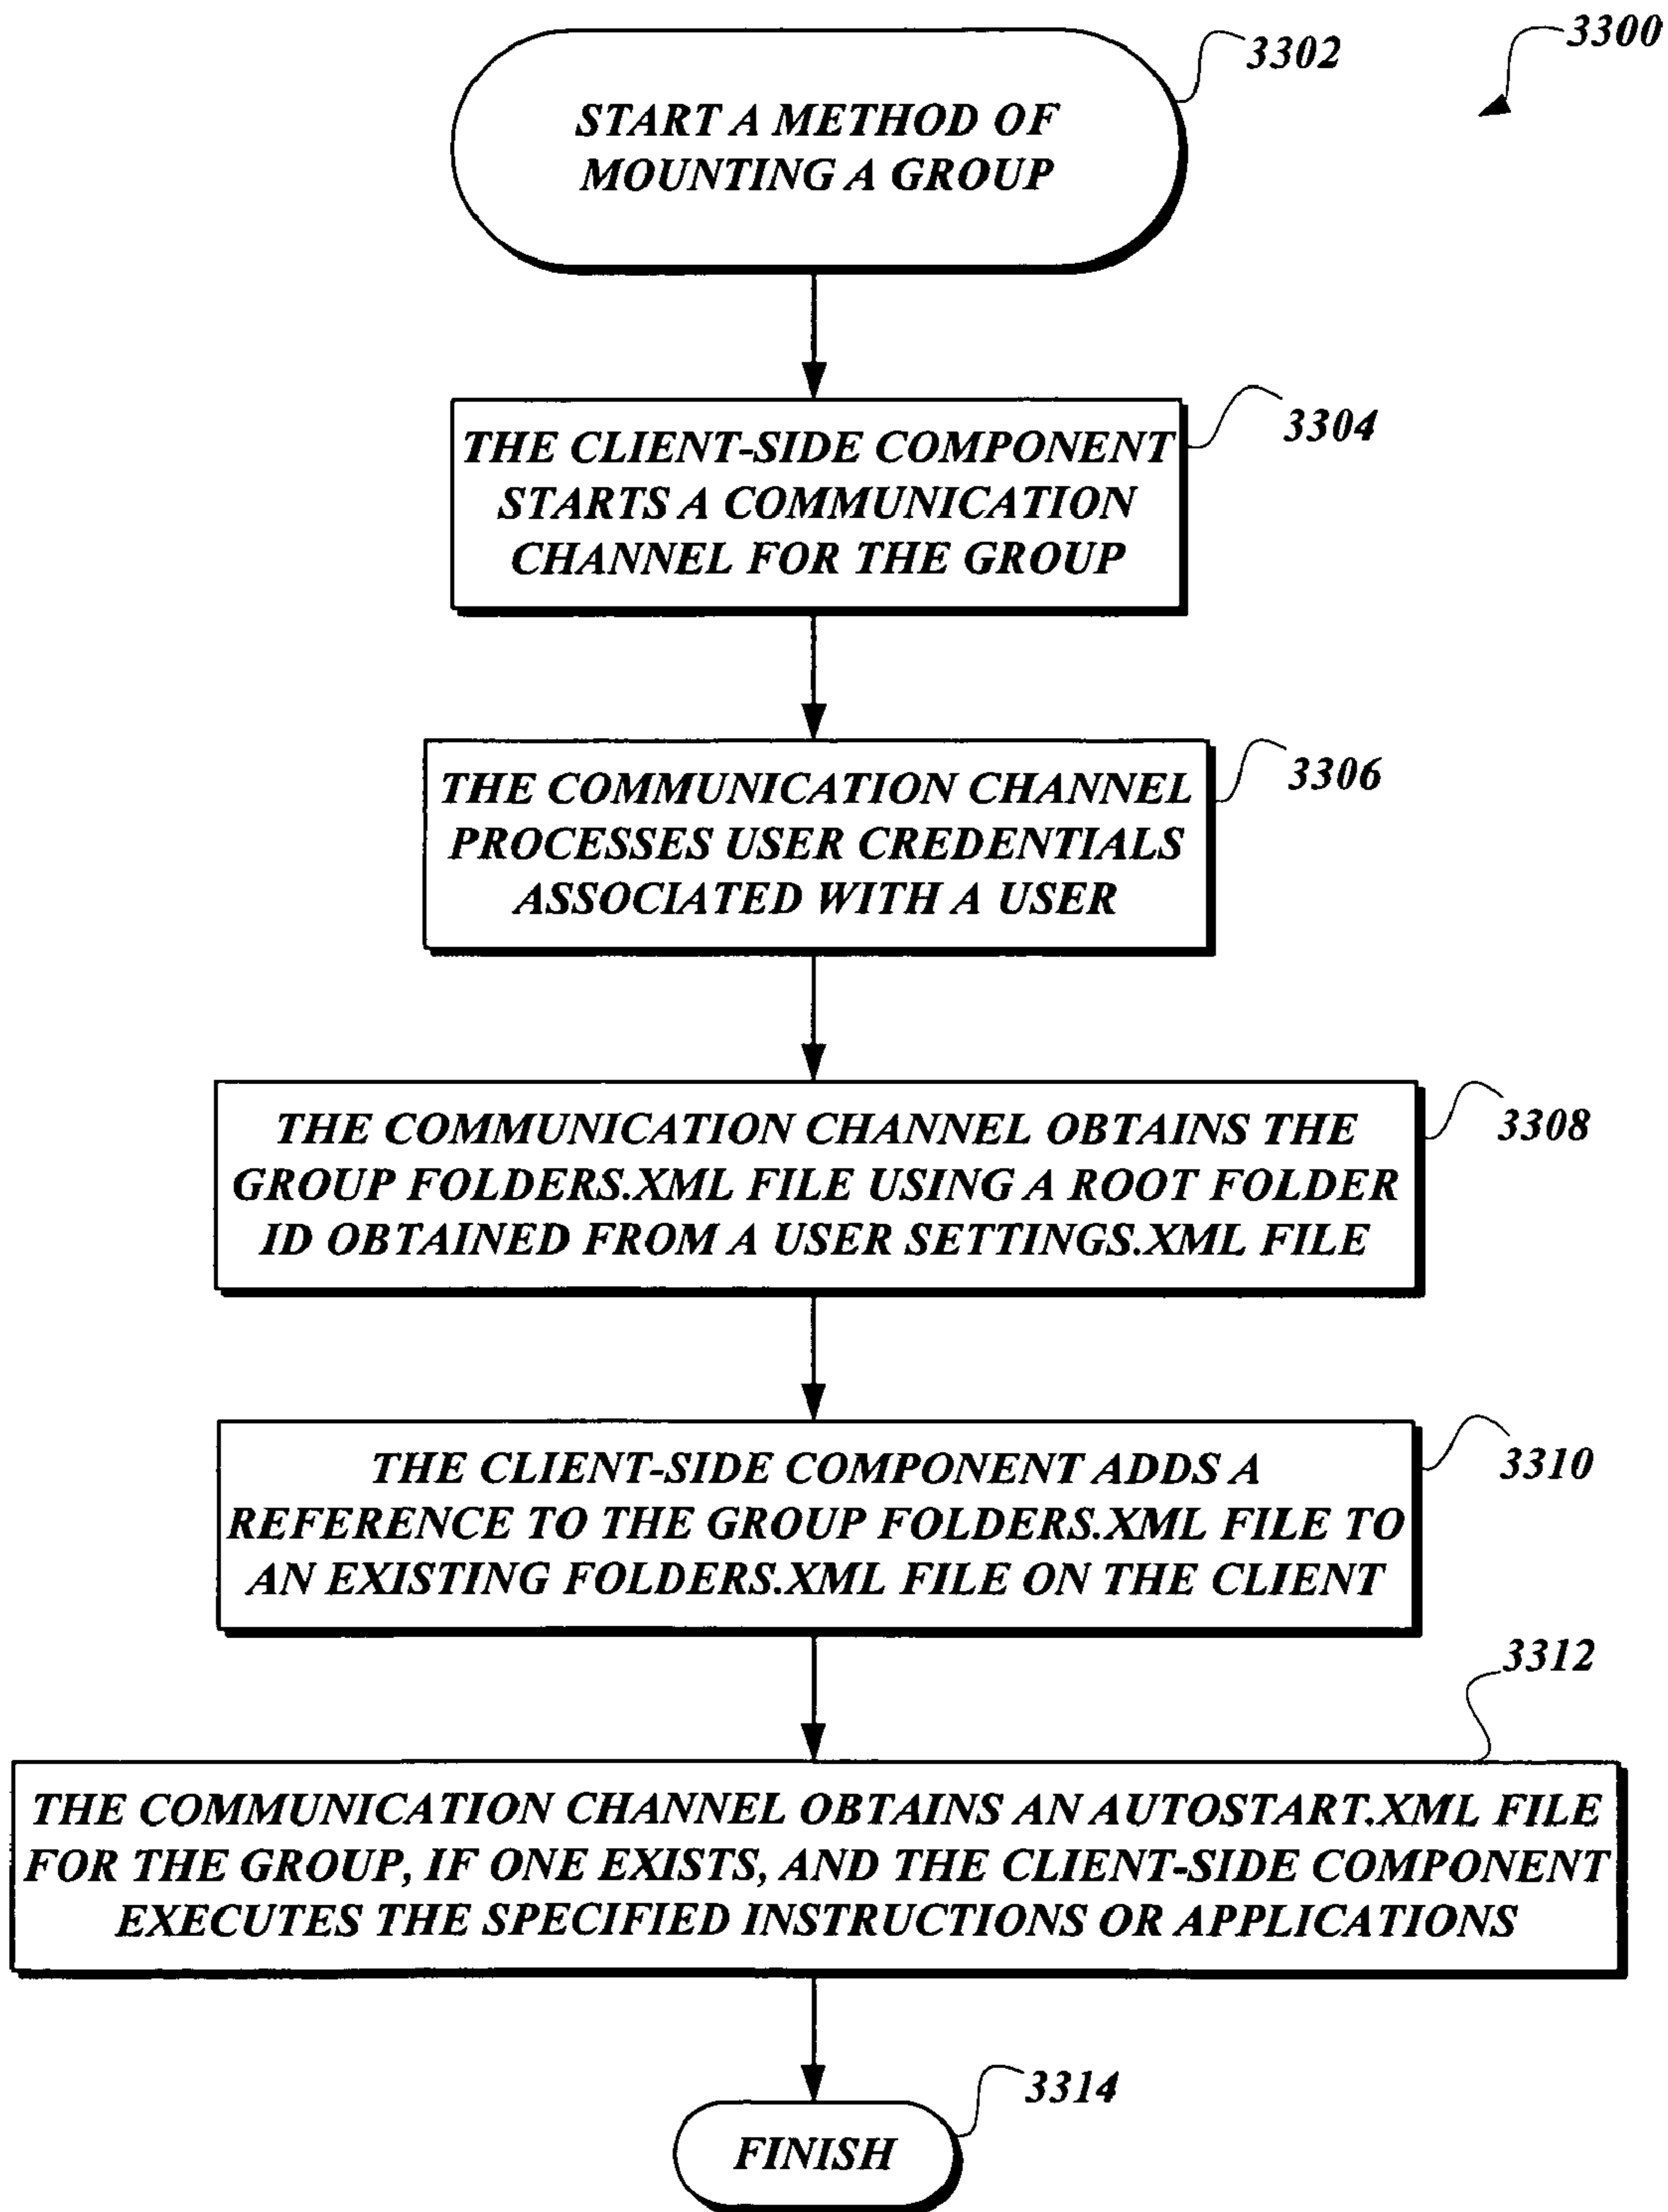 3300
3302
START A METHOD OF
MOUNTING A GROUP
3304
THE CLIENT-SIDE COMPONENT
STARTS A COMMUNICATION
CHANNEL FOR THE GROUP
3306
THE COMMUNICATION CHANNEL
PROCESSES USER CREDENTIALS
ASSOCIATED WITH A USER
3308
THE COMMUNICATION CHANNEL OBTAINS THE
GROUP FOLDERS.XML FILE USING A ROOT FOLDER
ID OBTAINED FROM A USER SETTINGS.XML FILE
3310
THE CLIENT-SIDE COMPONENT ADDS A
REFERENCE TO THE GROUP FOLDERS.XML FILE TO
AN EXISTING FOLDERS.XML FILE ON THE CLIENT
3312
THE COMMUNICATION CHANNEL OBTAINS AN AUTOSTART.XML FILE
FOR THE GROUP, IF ONE EXISTS, AND THE CLIENT-SIDE COMPONENT
EXECUTES THE SPECIFIED INSTRUCTIONS OR APPLICATIONS
3314
FINISH